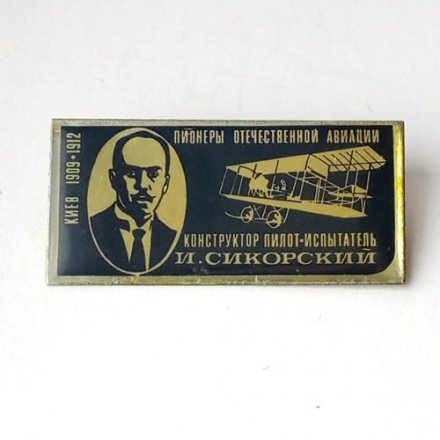 КИЕВ 1909•1912
ПИОНЕРЫ ОТЕЧЕСТВЕННОЙ АВИАЦИИ
КОНСТРУКТОР ПИЛОТ-ИСПЫТАТЕЛЬ
И.СИКОРСКИЙ